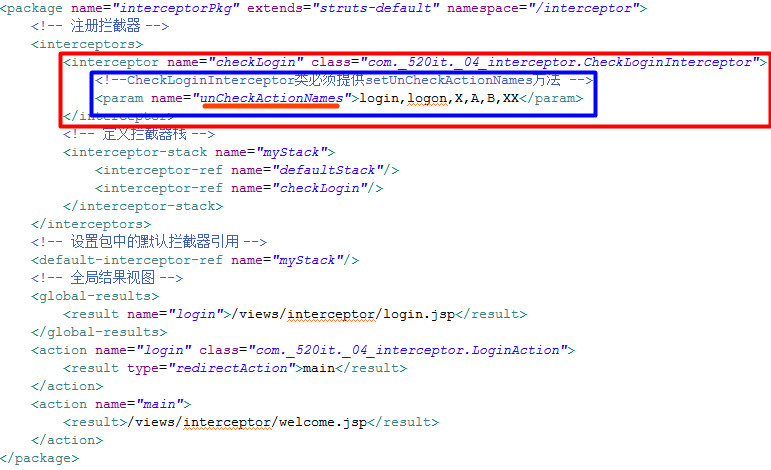 <package name="interceptorPkg" extends="struts-default" namespace="/interceptor">
<!-- 注册拦截器 -->
<interceptors>
<interceptor name="checkLogin" class="com._520it._04_interceptor.CheckLoginInterceptor">
<!--CheckLoginInterceptor类必须提供setUnCheckActionNames方法 -->
<param name="unCheckActionNames">login,logon,X,A,B,XX</param>
</interceptor>
<!-- 定义拦截器栈 -->
<interceptor-stack name="myStack">
<interceptor-ref name="defaultStack"/>
<interceptor-ref name="checkLogin"/>
</interceptor-stack>
</interceptors>
<!-- 设置包中的默认拦截器引用 -->
<default-interceptor-ref name="myStack"/>
<!-- 全局结果视图 -->
<global-results>
<result name="login">/views/interceptor/login.jsp</result>
</global-results>
<action name="login" class="com._520it._04_interceptor.LoginAction">
<result type="redirectAction">main</result>
</action>
<action name="main">
<result>/views/interceptor/welcome.jsp</result>
</action>
</package>